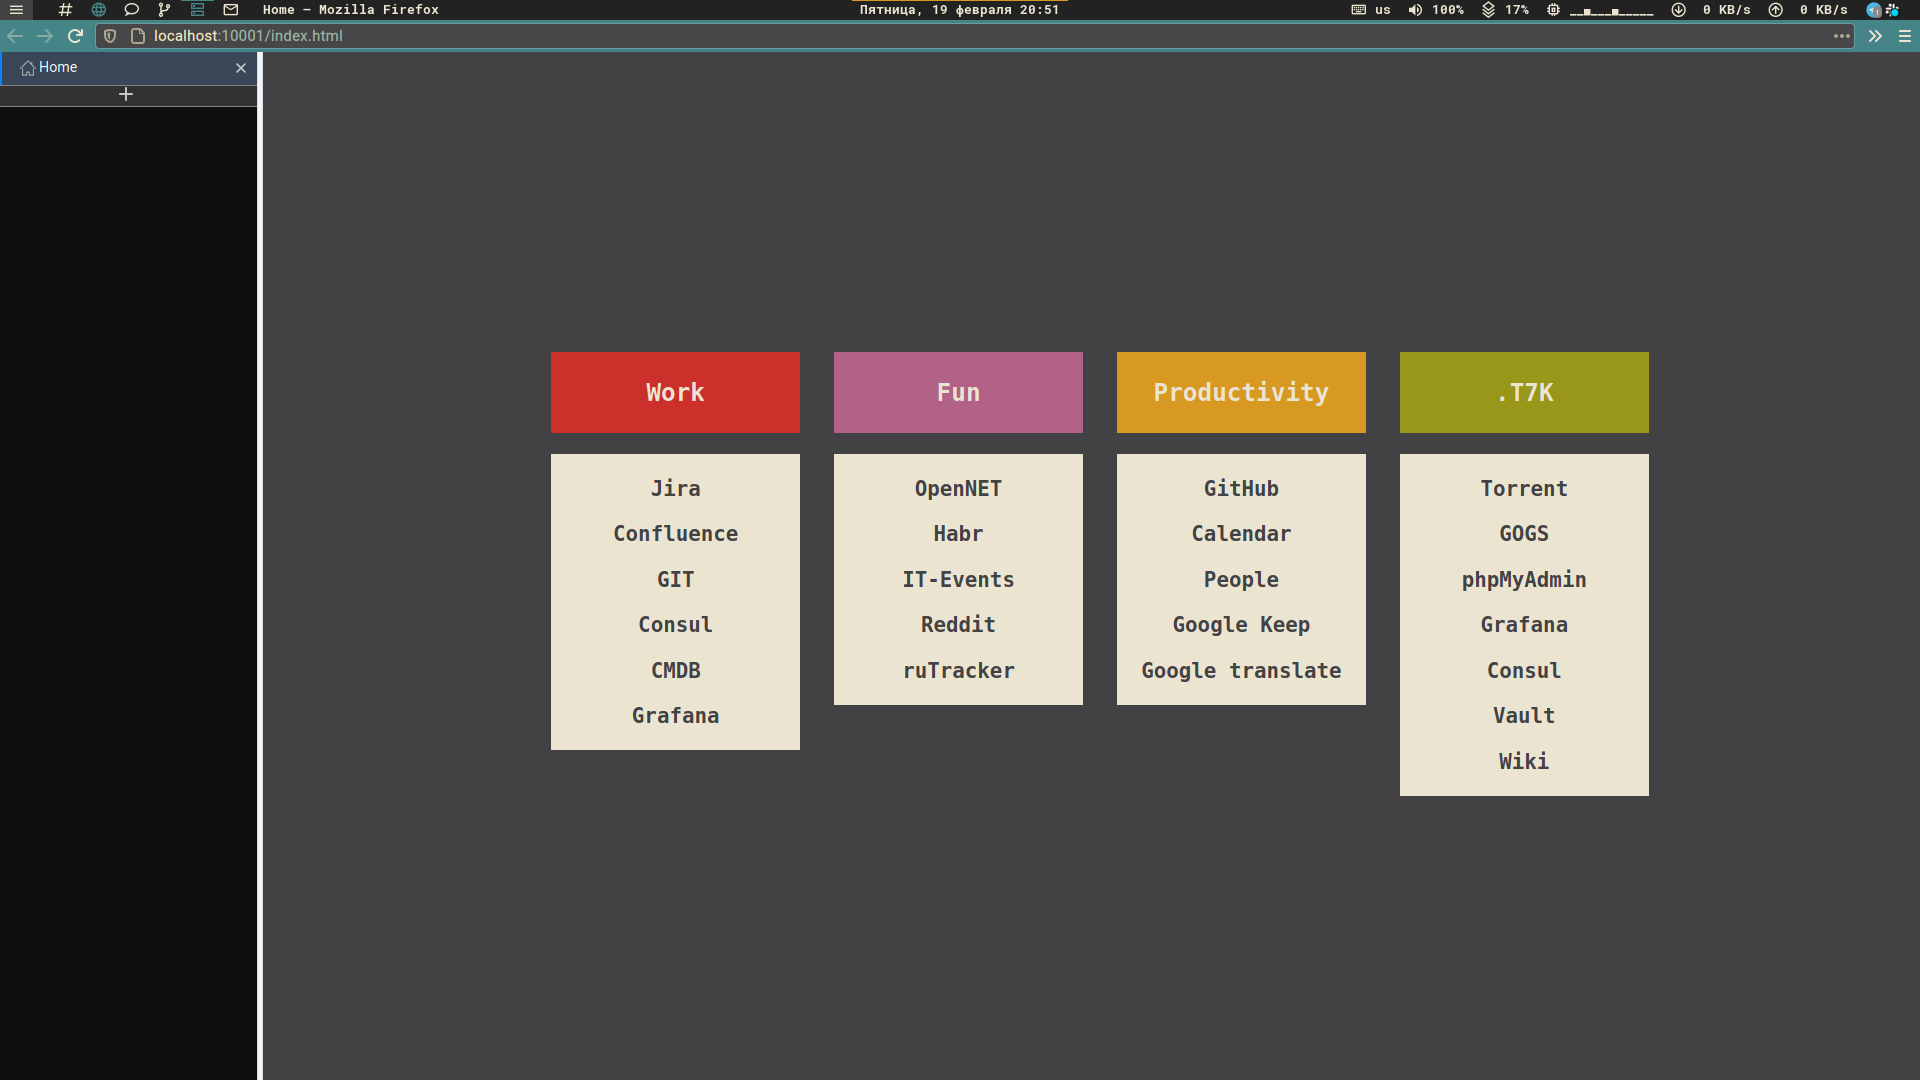 Home – Mozilla Firefox
Пятница, 19 февраля 20:51
us 100% 17% 0 KB/s 0 KB/s
localhost:10001/index.html
Home
Work
Jira
Confluence
GIT
Consul
CMDB
Grafana
Fun
OpenNET
Habr
IT-Events
Reddit
ruTracker
Productivity
GitHub
Calendar
People
Google Keep
Google translate
.T7K
Torrent
GOGS
phpMyAdmin
Grafana
Consul
Vault
Wiki